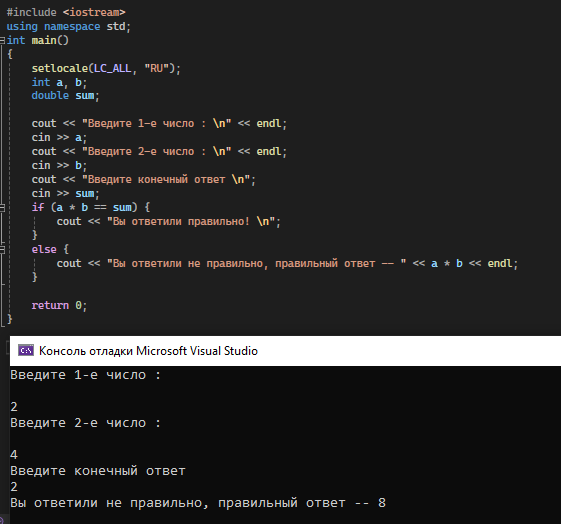 #include <iostream>
using namespace std;
int main()
{
setlocale(LC_ALL, "RU");
int a, b;
double sum;
cout << "Введите 1-е число : \n" << endl;
cin >> a;
cout << "Введите 2-е число : \n" << endl;
cin >> b;
cout << "Введите конечный ответ \n";
cin >> sum;
if (a * b == sum) {
cout << "Вы ответили правильно! \n";
}
else {
cout << "Вы ответили не правильно, правильный ответ -- " << a * b << endl;
}
return 0;
}
C:\ Консоль отладки Microsoft Visual Studio
Введите 1-е число :
2
Введите 2-е число :
4
Введите конечный ответ
2
Вы ответили не правильно, правильный ответ -- 8